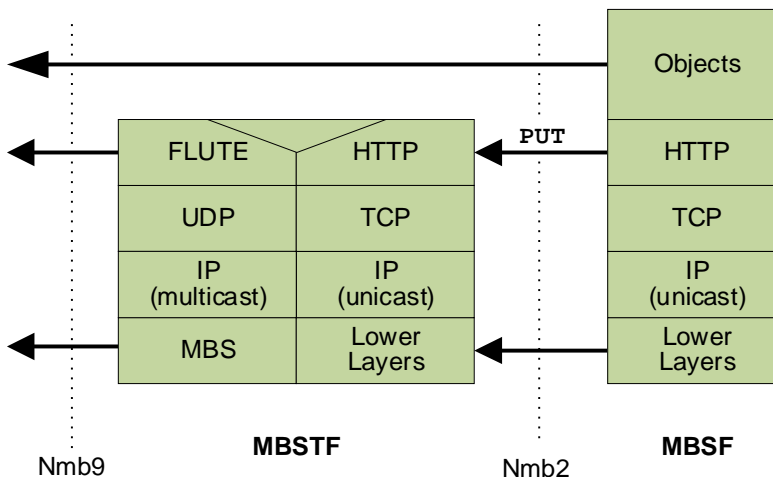 Objects
PUT
FLUTE HTTP HTTP
UDP TCP TCP
IP (multicast) IP (unicast) IP (unicast)
MBS Lower Layers Lower Layers
MBSTF MBSF
Nmb9 Nmb2